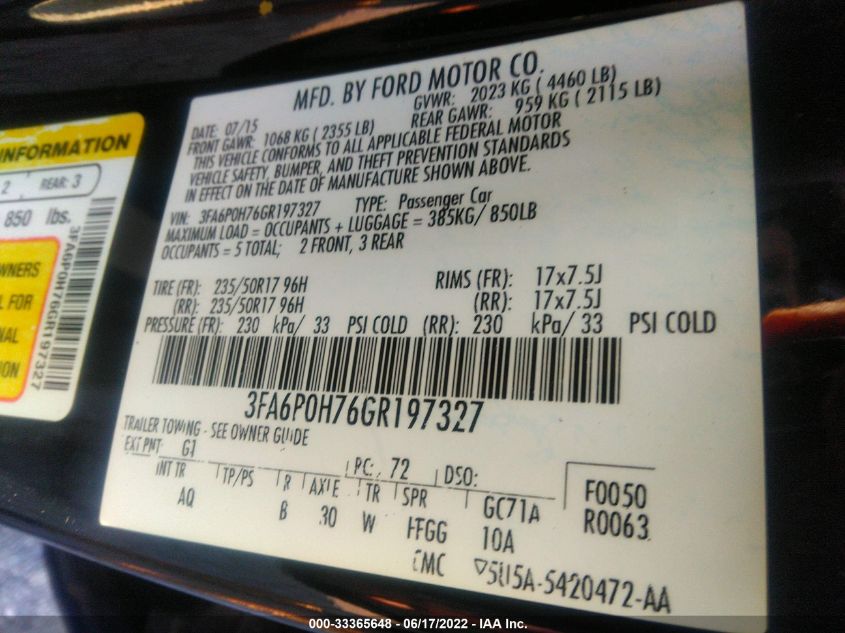 MFD. BY FORD MOTOR CO.
DATE: 07/15 GVWR: 2023 KG ( 4460 LB)
FRONT GAWR: 1068 KG ( 2355 LB) REAR GAWR: 959 KG ( 2115 LB)
THIS VEHICLE CONFORMS TO ALL APPLICABLE FEDERAL MOTOR
VEHICLE SAFETY, BUMPER, AND THEFT PREVENTION STANDARDS
IN EFFECT ON THE DATE OF MANUFACTURE SHOWN ABOVE.
VIN: 3FA6P0H76GR197327 TYPE: Passenger Car
MAXIMUM LOAD = OCCUPANTS + LUGGAGE = 385KG/ 850LB
OCCUPANTS = 5 TOTAL; 2 FRONT, 3 REAR
TIRE (FR): 235/50R17 96H RIMS (FR): 17x7.5J
(RR): 235/50R17 96H (RR): 17x7.5J
PRESSURE (FR): 230 kPa/ 33 PSI COLD (RR): 230 kPa/ 33 PSI COLD
3FA6P0H76GR197327
TRAILER TOWING - SEE OWNER GUIDE
EXT PNT: G1 PC: 72 DSO: F0050
INT TR TP/PS R AXLE TR SPR GC71A R0063
AQ B 30 W FFGG 10A
5U5A-5420472-AA
INFORMATION
2 REAR: 3
850 lbs.
3FA6P0H76GR197327
OWNERS
L FOR
NAL
ION
000-33365648 - 06/17/2022 - IAA Inc.